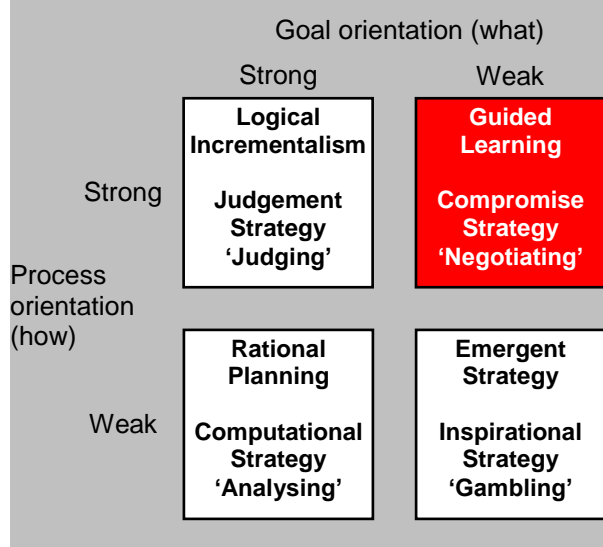 Goal orientation (what)
Strong
Weak
Strong
Logical
Incrementalism
Judgement
Strategy
‘Judging’
Guided
Learning
Compromise
Strategy
‘Negotiating’
Process
orientation
(how)
Weak
Rational
Planning
Computational
Strategy
‘Analysing’
Emergent
Strategy
Inspirational
Strategy
‘Gambling’